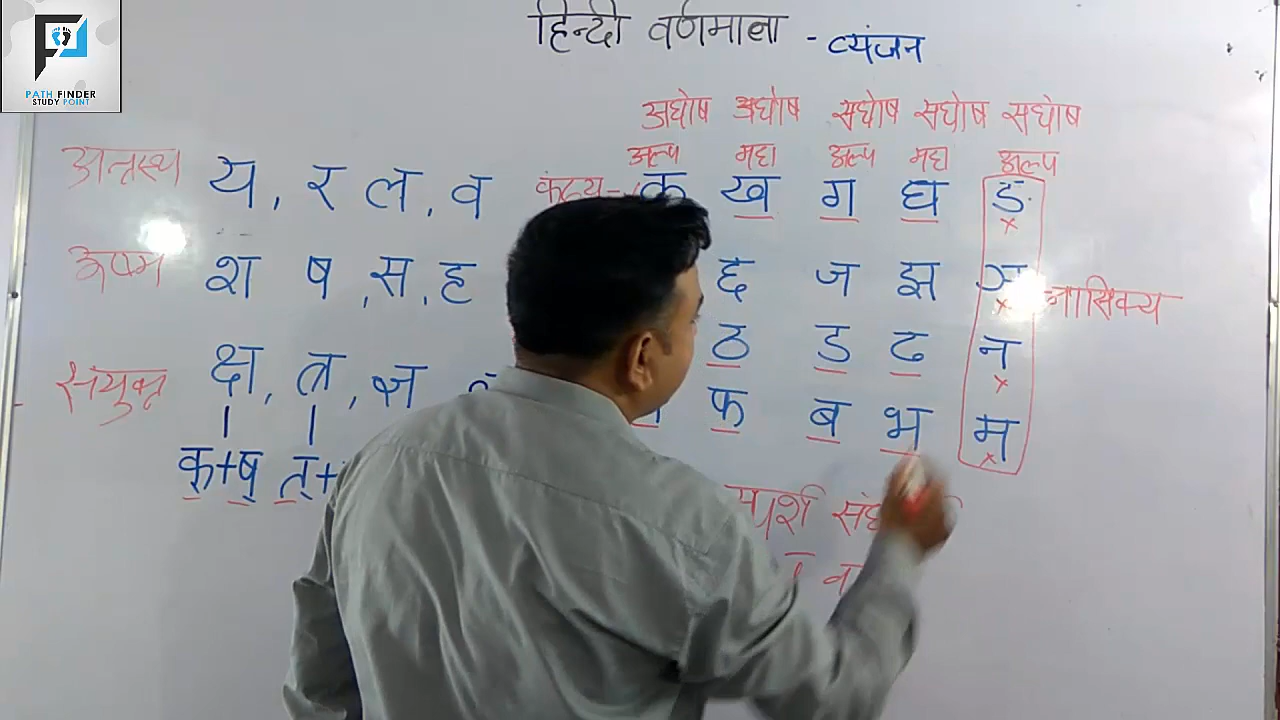 PATH FINDER
STUDY POINT
हिन्दी वर्णमाला - व्यंजन
अघोष अघोष सघोष सघोष सघोष
अल्प महा अल्प महा अल्प
अन्तस्थ य, र ल, व
कंठ्य- क ख ग घ ङ
ऊष्म श ष, स, ह
छ ज झ ञ
नासिक्य
ठ ड ढ न
संयुक्त क्ष, त्र, ज्ञ
फ ब भ म
क्+ष् त्+
स्पर्श